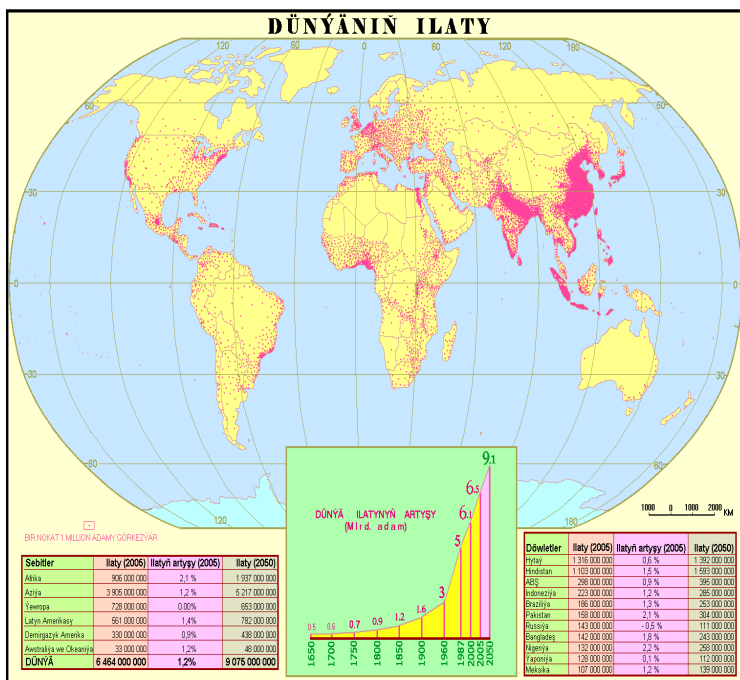 DÜNÝÄNIŇ ILATY
120 60 0 60 120 180
60 60
30 30
0 0
30 30
60 60
120 180
DÜNÝÄ ILATYNYŇ ARTYŞY
(Mlrd. adam)
0.5 0.6 0.7 0.9 1.2 1.6 3 5 6.1 6.5 9.1
1650 1700 1750 1800 1850 1900 1960 1987 2000 2005 2050
1000 0 1000 2000 KM
BIR NOKAT 1 MILLION ADAMY GÖRKEZÝÄR
Sebitler Ilaty (2005) Ilatyň artyşy (2005) Ilaty (2050)
Afrika 906 000 000 2,1 % 1 937 000 000
Aziýa 3 905 000 000 1,2 % 5 217 000 000
Ýewropa 728 000 000 0.00% 653 000 000
Latyn Amerikasy 561 000 000 1,4% 782 000 000
Demirgazyk Amerika 330 000 000 0,9% 438 000 000
Awstraliýa we Okeaniýa 33 000 000 1,2% 48 000 000
DÜNÝÄ 6 464 000 000 1,2% 9 075 000 000
Döwletler Ilaty (2005) Ilatyň artyşy (2005) Ilaty (2050)
Hytaý 1 316 000 000 0,6 % 1 392 000 000
Hindistan 1 103 000 000 1,5 % 1 593 000 000
ABŞ 298 000 000 0,9 % 395 000 000
Indoneziýa 223 000 000 1,2 % 285 000 000
Braziliýa 186 000 000 1,3 % 253 000 000
Pakistan 158 000 000 2,1 % 304 000 000
Russiýa 143 000 000 - 0,5 % 111 000 000
Bangladeş 142 000 000 1,8 % 243 000 000
Nigeriýa 132 000 000 2,2 % 258 000 000
Ýaponiýa 128 000 000 0,1 % 112 000 000
Meksika 107 000 000 1,2 % 139 000 000